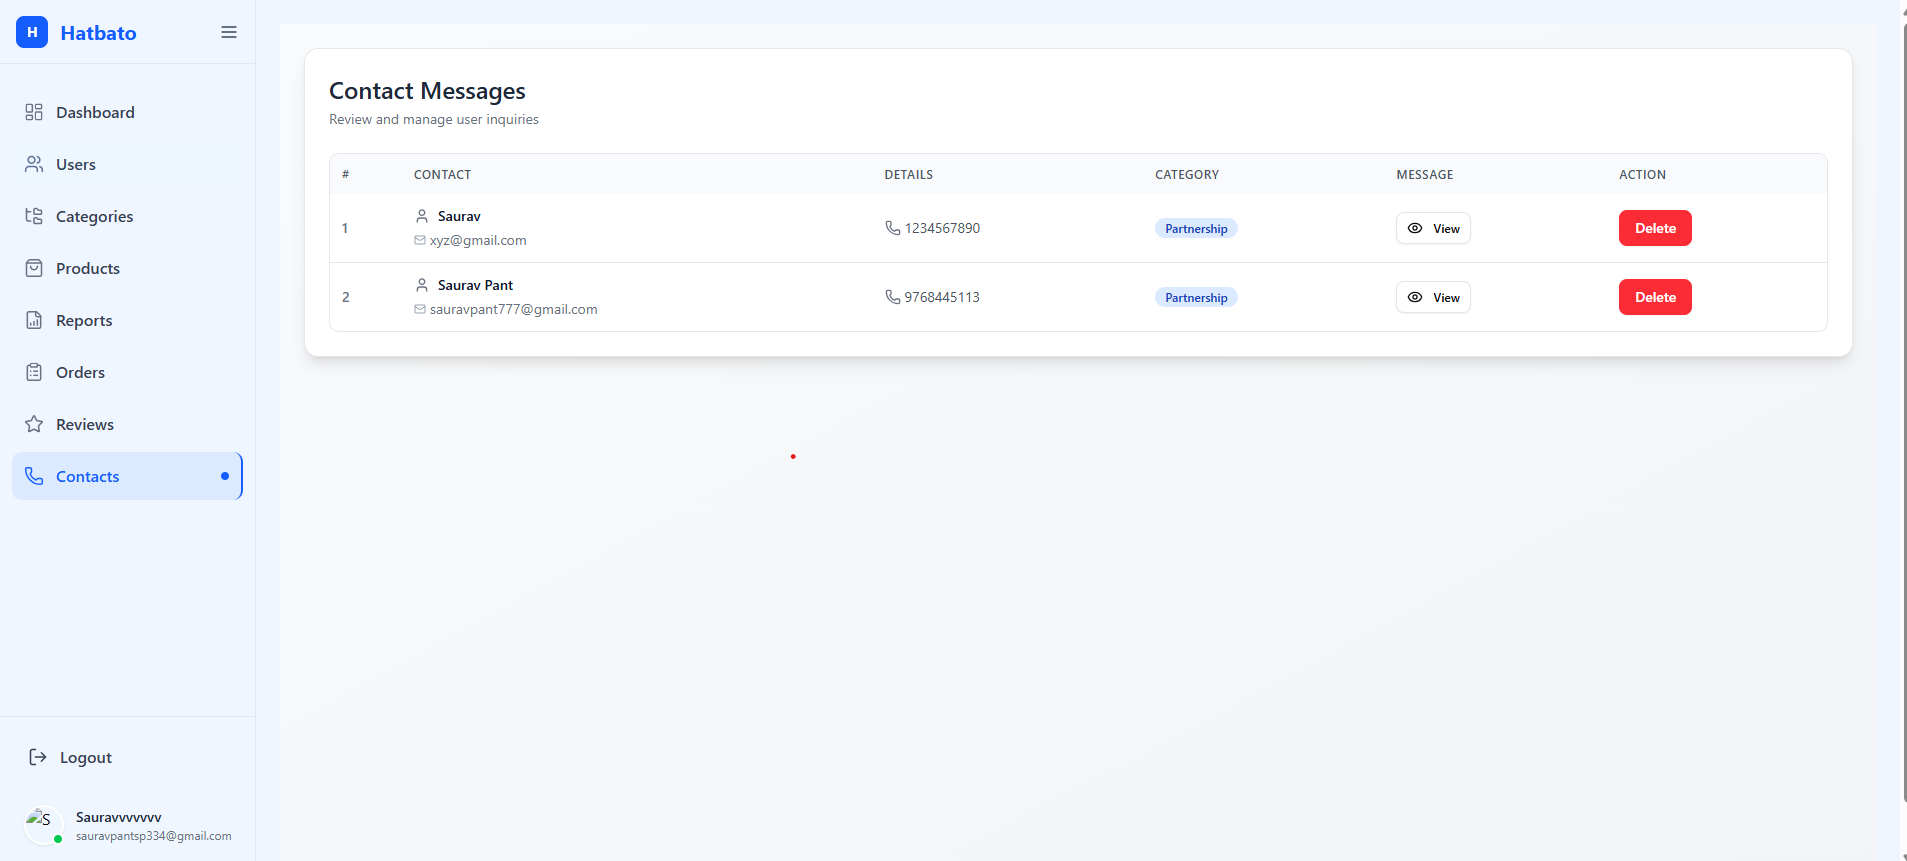 H Hatbato
Dashboard
Users
Categories
Products
Reports
Orders
Reviews
Contacts
Logout
S
Sauravvvvvvv
sauravpantsp334@gmail.com
Contact Messages
Review and manage user inquiries
# CONTACT DETAILS CATEGORY MESSAGE ACTION
1 Saurav 1234567890 Partnership View Delete
xyz@gmail.com
2 Saurav Pant 9768445113 Partnership View Delete
sauravpant777@gmail.com